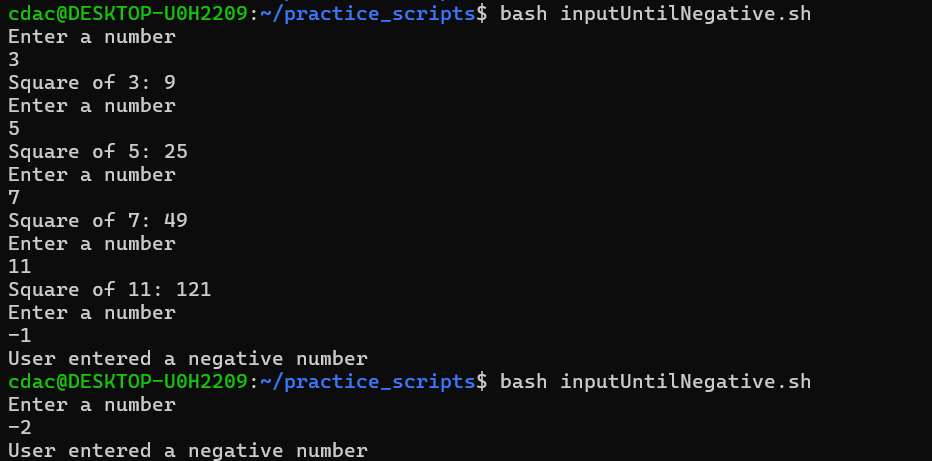 cdac@DESKTOP-U0H2209:~/practice_scripts$ bash inputUntilNegative.sh
Enter a number
3
Square of 3: 9
Enter a number
5
Square of 5: 25
Enter a number
7
Square of 7: 49
Enter a number
11
Square of 11: 121
Enter a number
-1
User entered a negative number
cdac@DESKTOP-U0H2209:~/practice_scripts$ bash inputUntilNegative.sh
Enter a number
-2
User entered a negative number